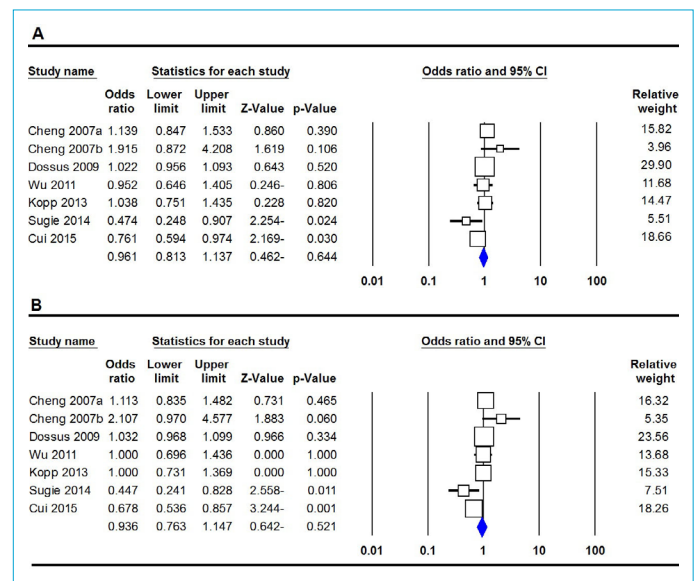 A
Study name Statistics for each study Odds ratio and 95% CI
Odds Lower Upper Relative
ratio limit limit Z-Value p-Value weight
Cheng 2007a 1.139 0.847 1.533 0.860 0.390 15.82
Cheng 2007b 1.915 0.872 4.208 1.619 0.106 3.96
Dossus 2009 1.022 0.956 1.093 0.643 0.520 29.90
Wu 2011 0.952 0.646 1.405 0.246- 0.806 11.68
Kopp 2013 1.038 0.751 1.435 0.228 0.820 14.47
Sugie 2014 0.474 0.248 0.907 2.254- 0.024 5.51
Cui 2015 0.761 0.594 0.974 2.169- 0.030 18.66
0.961 0.813 1.137 0.462- 0.644
0.01 0.1 1 10 100
B
Study name Statistics for each study Odds ratio and 95% CI
Odds Lower Upper Relative
ratio limit limit Z-Value p-Value weight
Cheng 2007a 1.113 0.835 1.482 0.731 0.465 16.32
Cheng 2007b 2.107 0.970 4.577 1.883 0.060 5.35
Dossus 2009 1.032 0.968 1.099 0.966 0.334 23.56
Wu 2011 1.000 0.696 1.436 0.000 1.000 13.68
Kopp 2013 1.000 0.731 1.369 0.000 1.000 15.33
Sugie 2014 0.447 0.241 0.828 2.558- 0.011 7.51
Cui 2015 0.678 0.536 0.857 3.244- 0.001 18.26
0.936 0.763 1.147 0.642- 0.521
0.01 0.1 1 10 100